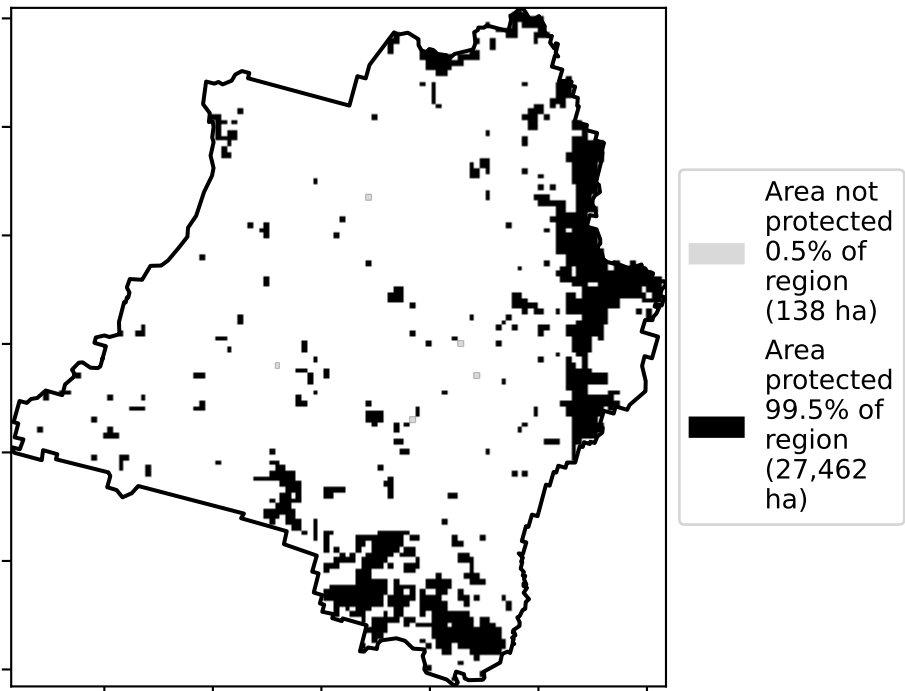 Area not
protected
0.5% of
region
(138 ha)
Area
protected
99.5% of
region
(27,462
ha)